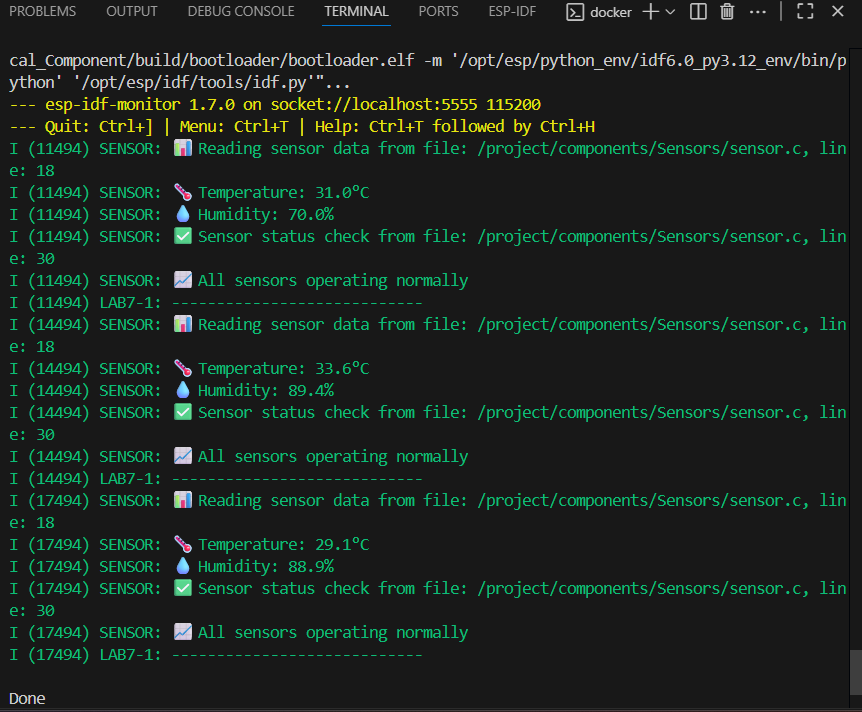 PROBLEMS OUTPUT DEBUG CONSOLE TERMINAL PORTS ESP-IDF docker
cal_Component/build/bootloader/bootloader.elf -m '/opt/esp/python_env/idf6.0_py3.12_env/bin/p
ython' '/opt/esp/idf/tools/idf.py'"...
--- esp-idf-monitor 1.7.0 on socket://localhost:5555 115200
--- Quit: Ctrl+] | Menu: Ctrl+T | Help: Ctrl+T followed by Ctrl+H
I (11494) SENSOR: 📊 Reading sensor data from file: /project/components/Sensors/sensor.c, lin
e: 18
I (11494) SENSOR: 🌡️ Temperature: 31.0°C
I (11494) SENSOR: 💧 Humidity: 70.0%
I (11494) SENSOR: ✅ Sensor status check from file: /project/components/Sensors/sensor.c, lin
e: 30
I (11494) SENSOR: 📈 All sensors operating normally
I (11494) LAB7-1: ----------------------------
I (14494) SENSOR: 📊 Reading sensor data from file: /project/components/Sensors/sensor.c, lin
e: 18
I (14494) SENSOR: 🌡️ Temperature: 33.6°C
I (14494) SENSOR: 💧 Humidity: 89.4%
I (14494) SENSOR: ✅ Sensor status check from file: /project/components/Sensors/sensor.c, lin
e: 30
I (14494) SENSOR: 📈 All sensors operating normally
I (14494) LAB7-1: ----------------------------
I (17494) SENSOR: 📊 Reading sensor data from file: /project/components/Sensors/sensor.c, lin
e: 18
I (17494) SENSOR: 🌡️ Temperature: 29.1°C
I (17494) SENSOR: 💧 Humidity: 88.9%
I (17494) SENSOR: ✅ Sensor status check from file: /project/components/Sensors/sensor.c, lin
e: 30
I (17494) SENSOR: 📈 All sensors operating normally
I (17494) LAB7-1: ----------------------------
Done